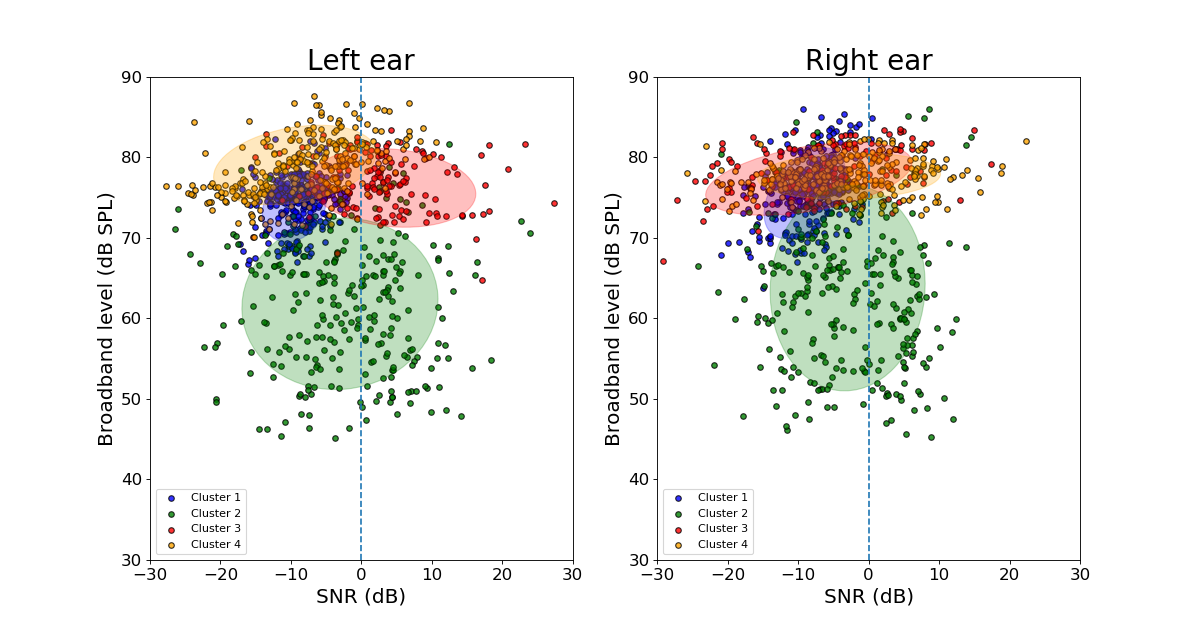 Left ear
Broadband level (dB SPL)
90
80
70
60
50
40
30
Cluster 1
Cluster 2
Cluster 3
Cluster 4
−30 −20 −10 0 10 20 30
SNR (dB)
Right ear
Broadband level (dB SPL)
90
80
70
60
50
40
30
Cluster 1
Cluster 2
Cluster 3
Cluster 4
−30 −20 −10 0 10 20 30
SNR (dB)